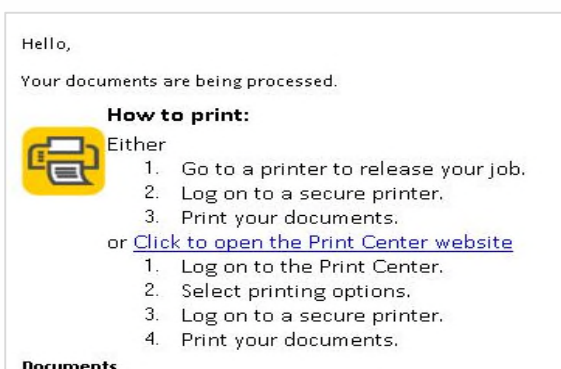 Hello,
Your documents are being processed.
How to print:
Either
1. Go to a printer to release your job.
2. Log on to a secure printer.
3. Print your documents.
or Click to open the Print Center website
1. Log on to the Print Center.
2. Select printing options.
3. Log on to a secure printer.
4. Print your documents.
Documents